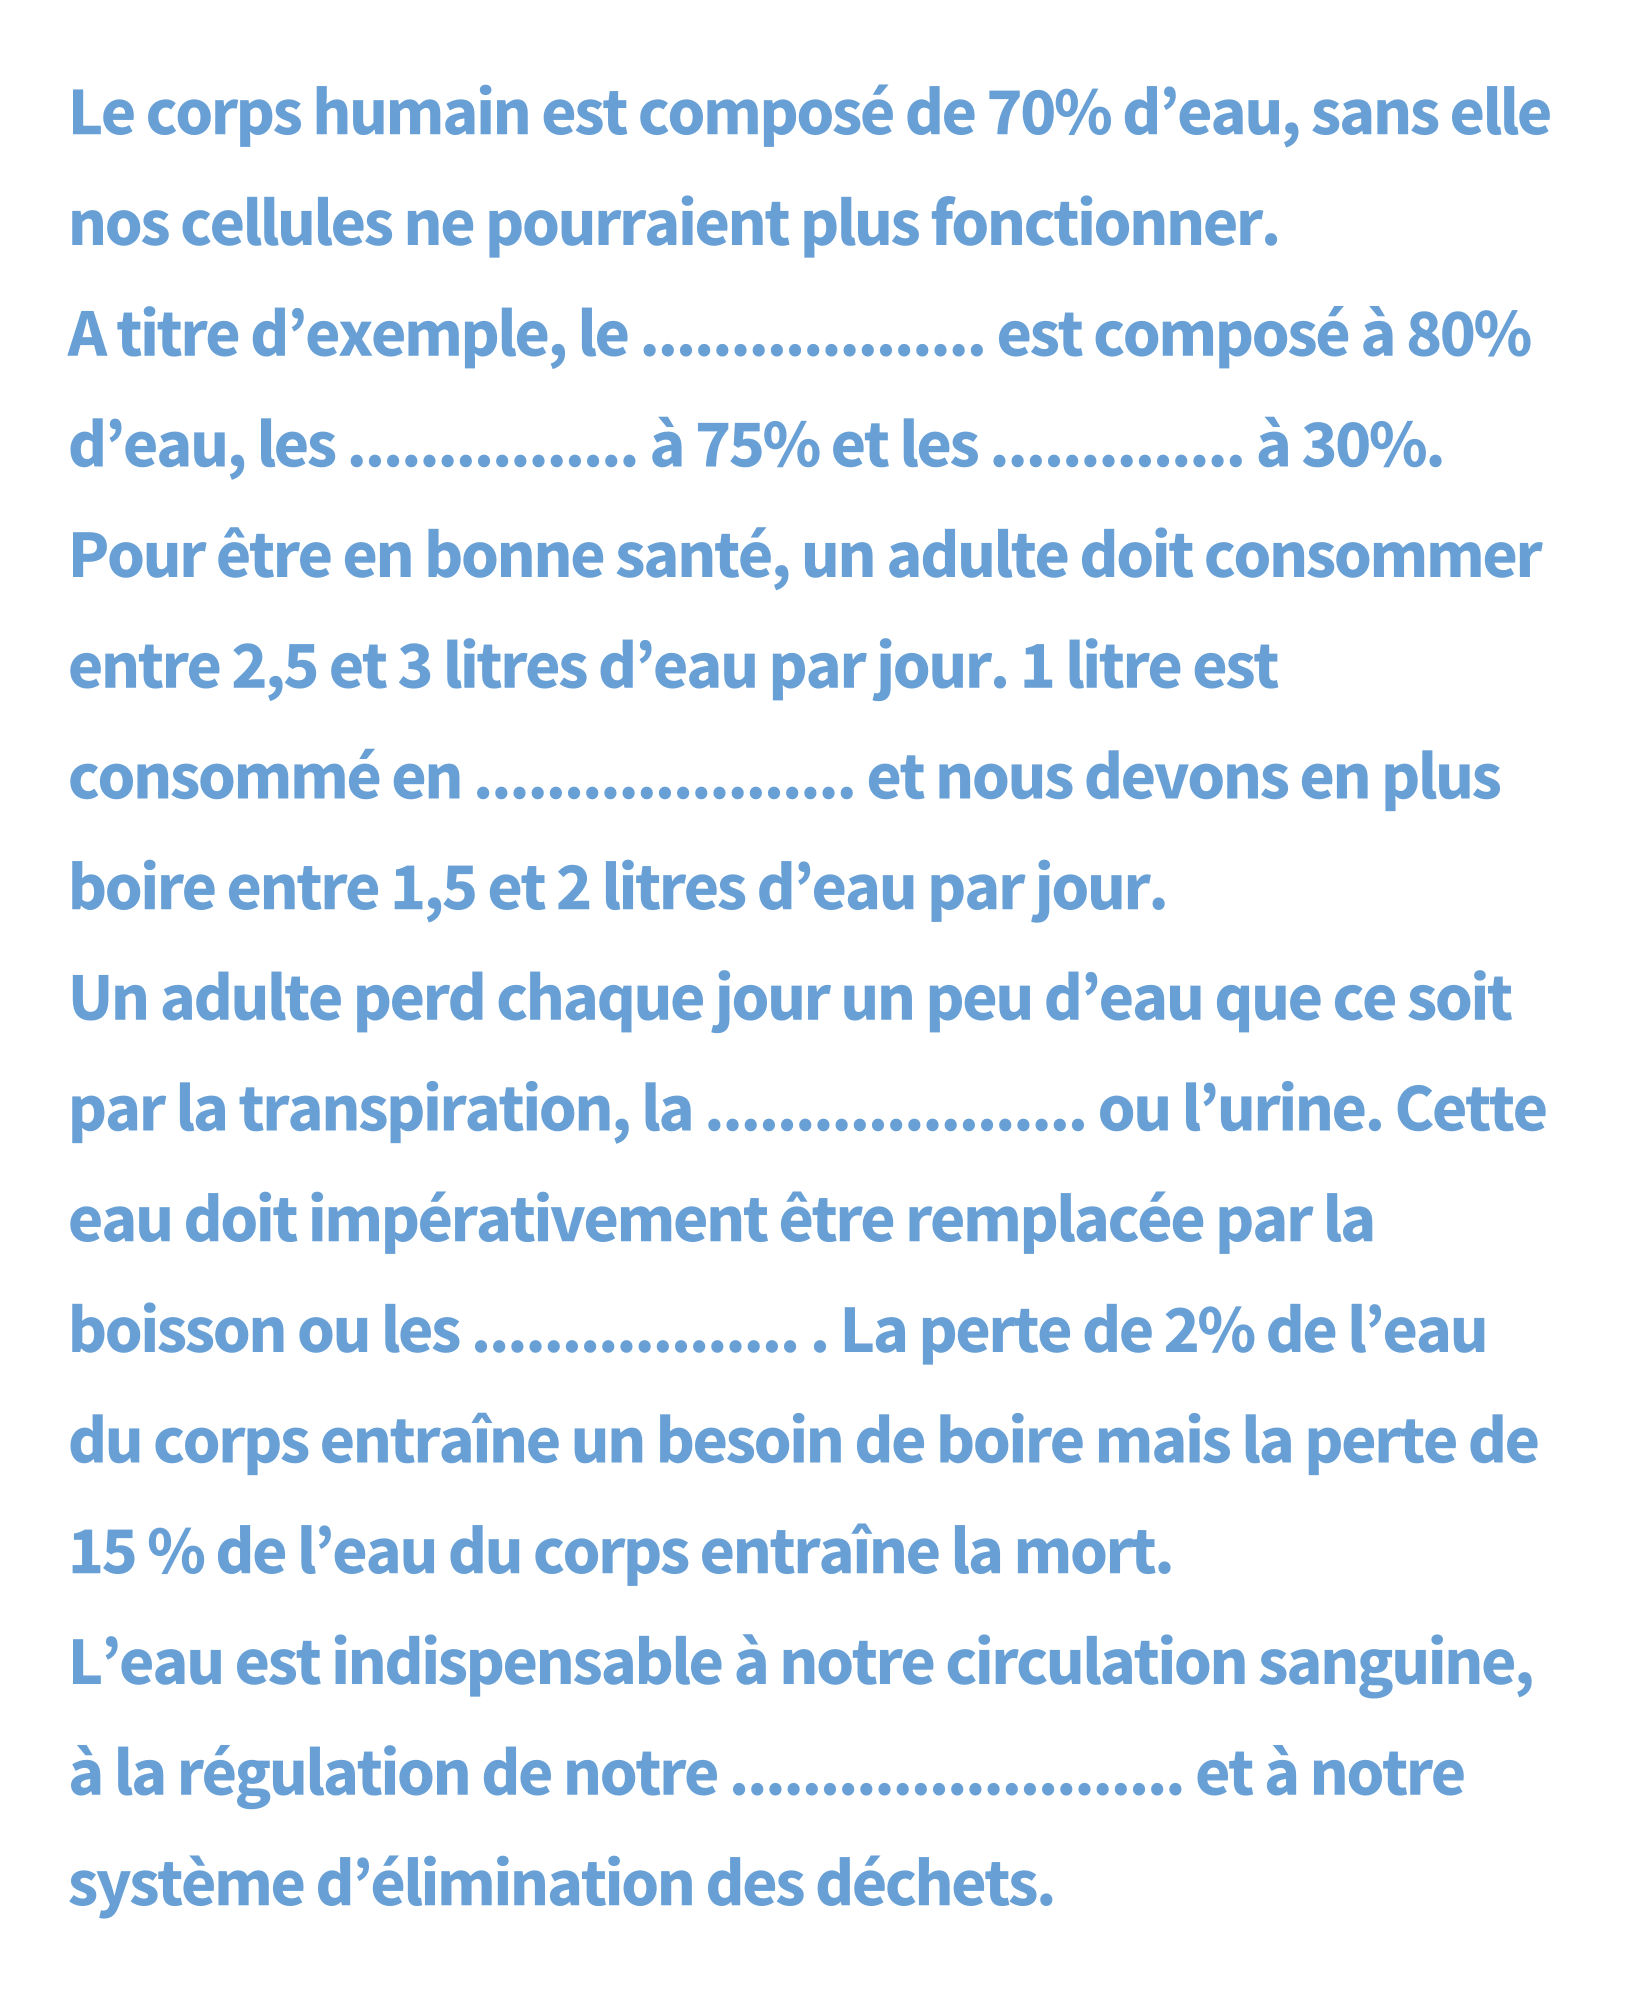 Le corps humain est composé de 70% d’eau, sans elle
nos cellules ne pourraient plus fonctionner.
A titre d’exemple, le ................... est composé à 80%
d’eau, les ................ à 75% et les .............. à 30%.
Pour être en bonne santé, un adulte doit consommer
entre 2,5 et 3 litres d’eau par jour. 1 litre est
consommé en ..................... et nous devons en plus
boire entre 1,5 et 2 litres d’eau par jour.
Un adulte perd chaque jour un peu d’eau que ce soit
par la transpiration, la ..................... ou l’urine. Cette
eau doit impérativement être remplacée par la
boisson ou les .................. . La perte de 2% de l’eau
du corps entraîne un besoin de boire mais la perte de
15 % de l’eau du corps entraîne la mort.
L’eau est indispensable à notre circulation sanguine,
à la régulation de notre ......................... et à notre
système d’élimination des déchets.